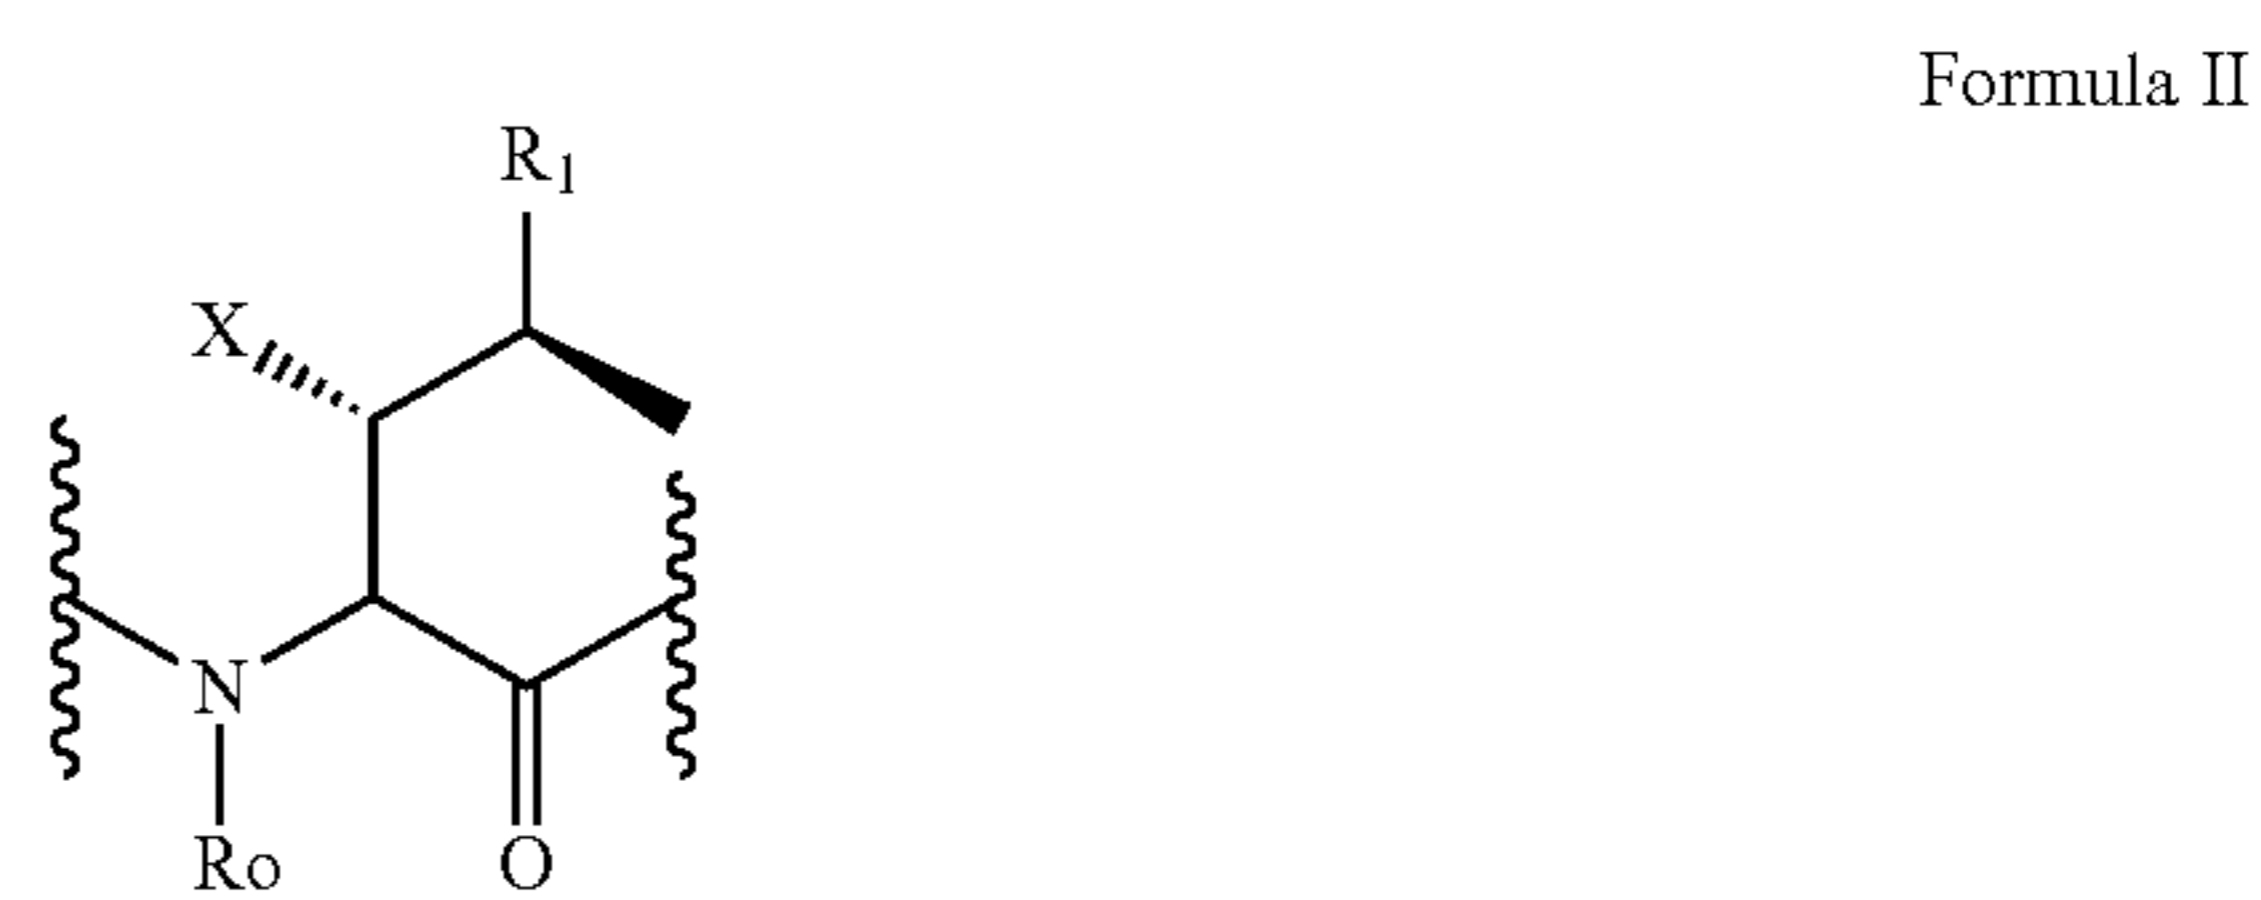 Formula II
R1
X
N
Ro
O